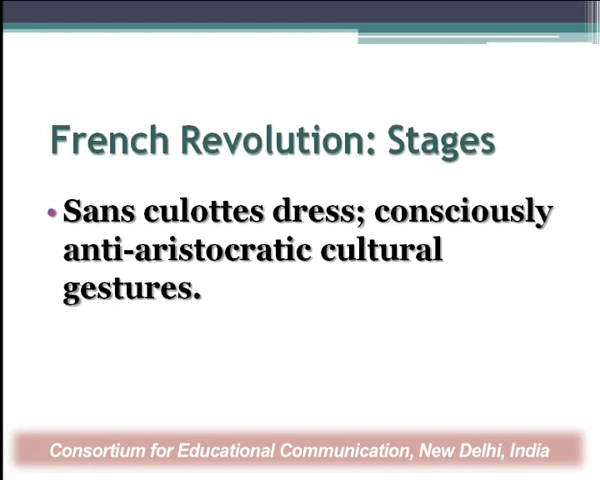 French Revolution: Stages
• Sans culottes dress; consciously
anti-aristocratic cultural
gestures.
Consortium for Educational Communication, New Delhi, India